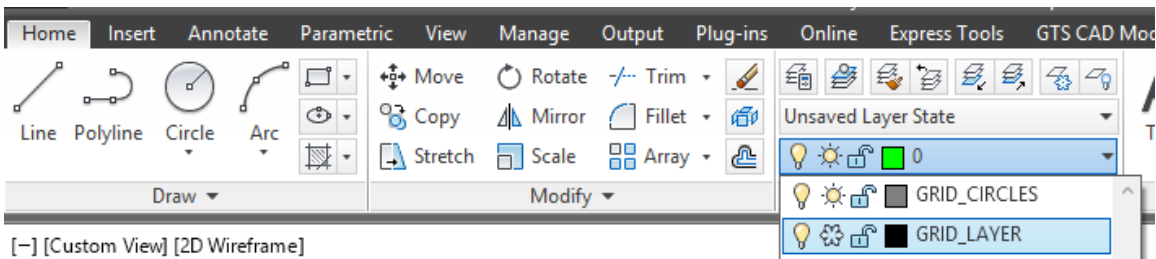 Home Insert Annotate Parametric View Manage Output Plug-ins Online Express Tools GTS CAD
Move Rotate Trim
Copy Mirror Fillet Unsaved Layer State
Line Polyline Circle Arc
Stretch Scale Array 0
Draw Modify GRID_CIRCLES
[−] [Custom View] [2D Wireframe] GRID_LAYER